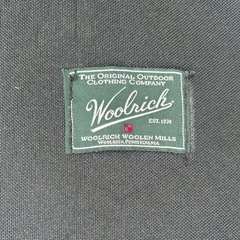 THE ORIGINAL OUTDOOR
CLOTHING COMPANY
Woolrich
EST. 1830
WOOLRICH WOOLEN MILLS
WOOLRICH, PENNSYLVANIA